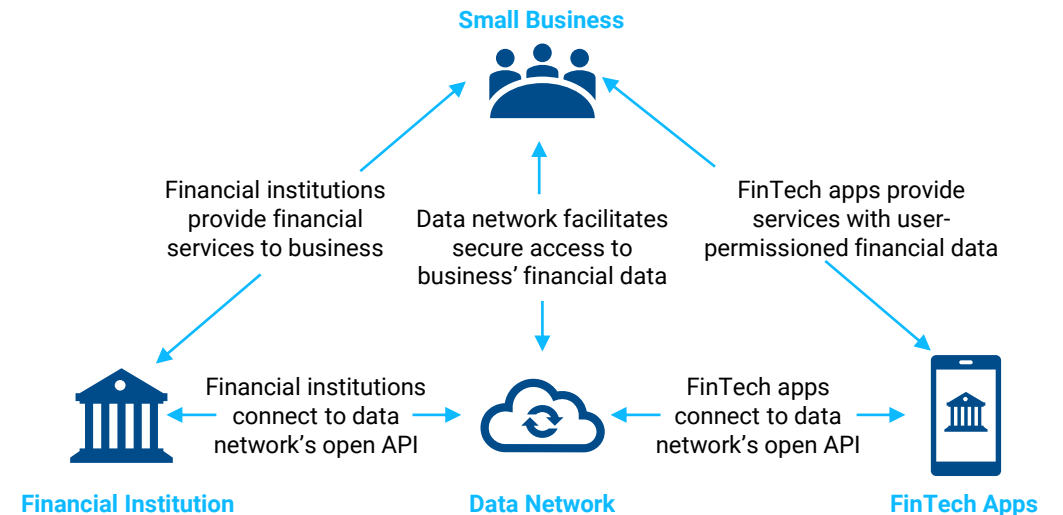 Small Business
Financial institutions
provide financial
services to business
Data network facilitates
secure access to
business’ financial data
FinTech apps provide
services with user-
permissioned financial data
Financial institutions
connect to data
network’s open API
FinTech apps
connect to data
network’s open API
Financial Institution
Data Network
FinTech Apps